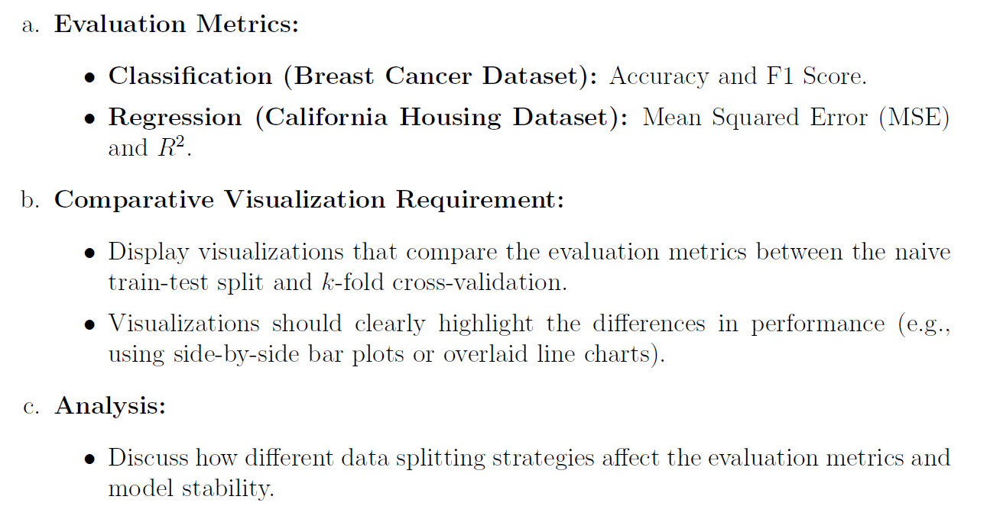 a. Evaluation Metrics:
• Classification (Breast Cancer Dataset): Accuracy and F1 Score.
• Regression (California Housing Dataset): Mean Squared Error (MSE)
and R².
b. Comparative Visualization Requirement:
• Display visualizations that compare the evaluation metrics between the naive
train-test split and k-fold cross-validation.
• Visualizations should clearly highlight the differences in performance (e.g.,
using side-by-side bar plots or overlaid line charts).
c. Analysis:
• Discuss how different data splitting strategies affect the evaluation metrics and
model stability.